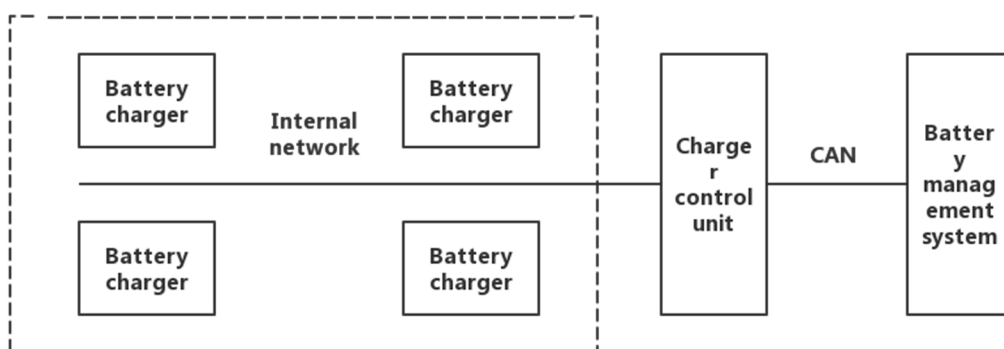 Battery
charger
Battery
charger
Internal
network
Charge
r
control
unit
CAN
Batter
y
manag
ement
system
Battery
charger
Battery
charger